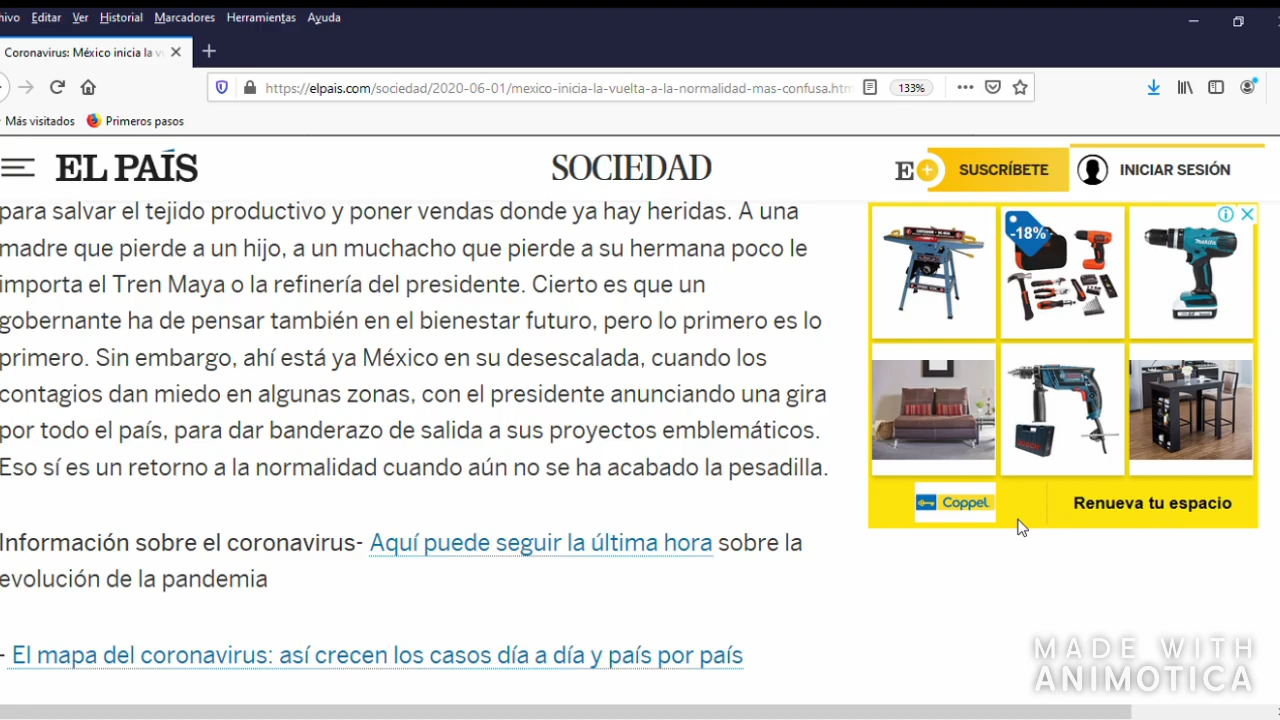 hivo Editar Ver Historial Marcadores Herramientas Ayuda
Coronavirus: México inicia la vu
https://elpais.com/sociedad/2020-06-01/mexico-inicia-la-vuelta-a-la-normalidad-mas-confusa.htm
133%
Más visitados Primeros pasos
EL PAÍS
SOCIEDAD
E+ SUSCRÍBETE
INICIAR SESIÓN
para salvar el tejido productivo y poner vendas donde ya hay heridas. A una
madre que pierde a un hijo, a un muchacho que pierde a su hermana poco le
importa el Tren Maya o la refinería del presidente. Cierto es que un
gobernante ha de pensar también en el bienestar futuro, pero lo primero es lo
primero. Sin embargo, ahí está ya México en su desescalada, cuando los
contagios dan miedo en algunas zonas, con el presidente anunciando una gira
por todo el país, para dar banderazo de salida a sus proyectos emblemáticos.
Eso sí es un retorno a la normalidad cuando aún no se ha acabado la pesadilla.
Información sobre el coronavirus- Aquí puede seguir la última hora sobre la
evolución de la pandemia
- El mapa del coronavirus: así crecen los casos día a día y país por país
-18%
makita
BOSCH
Coppel
Renueva tu espacio
MADE WITH
ANIMOTICA